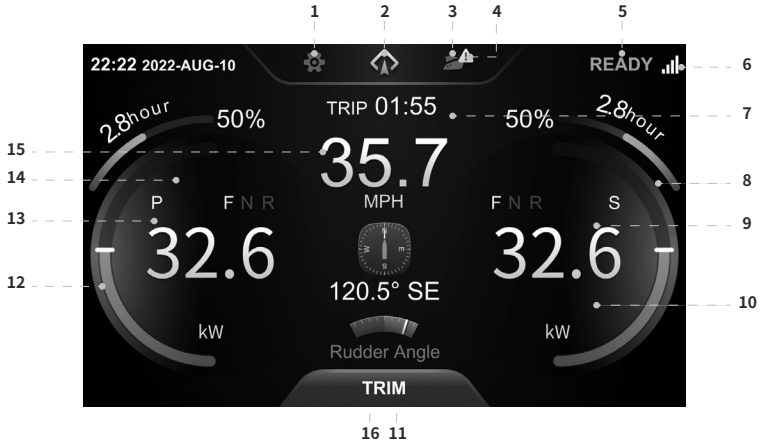 1 2 3 4 5
22:22 2022-AUG-10 READY 6
2.8hour 50% TRIP 01:55 50% 2.8hour 7
15 35.7
14 8
P F N R MPH F N R S
13 32.6 N W E S 32.6 9
12 120.5° SE 10
kW kW
Rudder Angle
TRIM
16 11